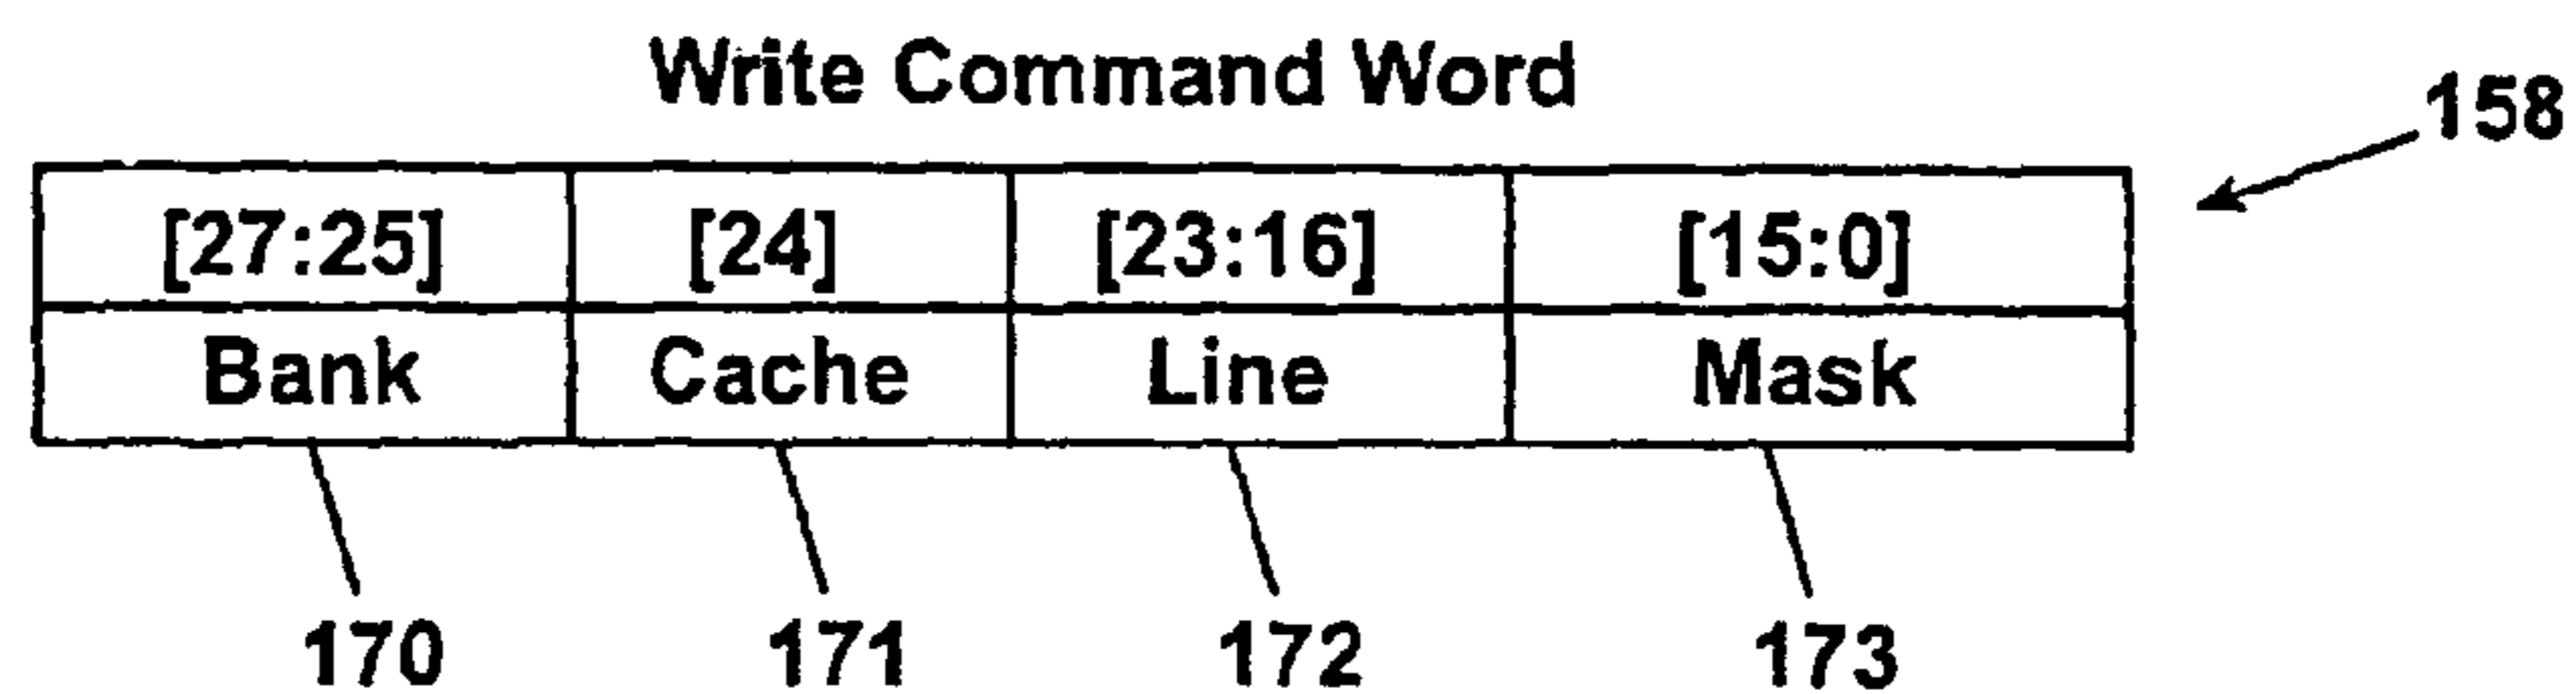 Write Command Word
158
[27:25] [24] [23:16] [15:0]
Bank Cache Line Mask
170 171 172 173